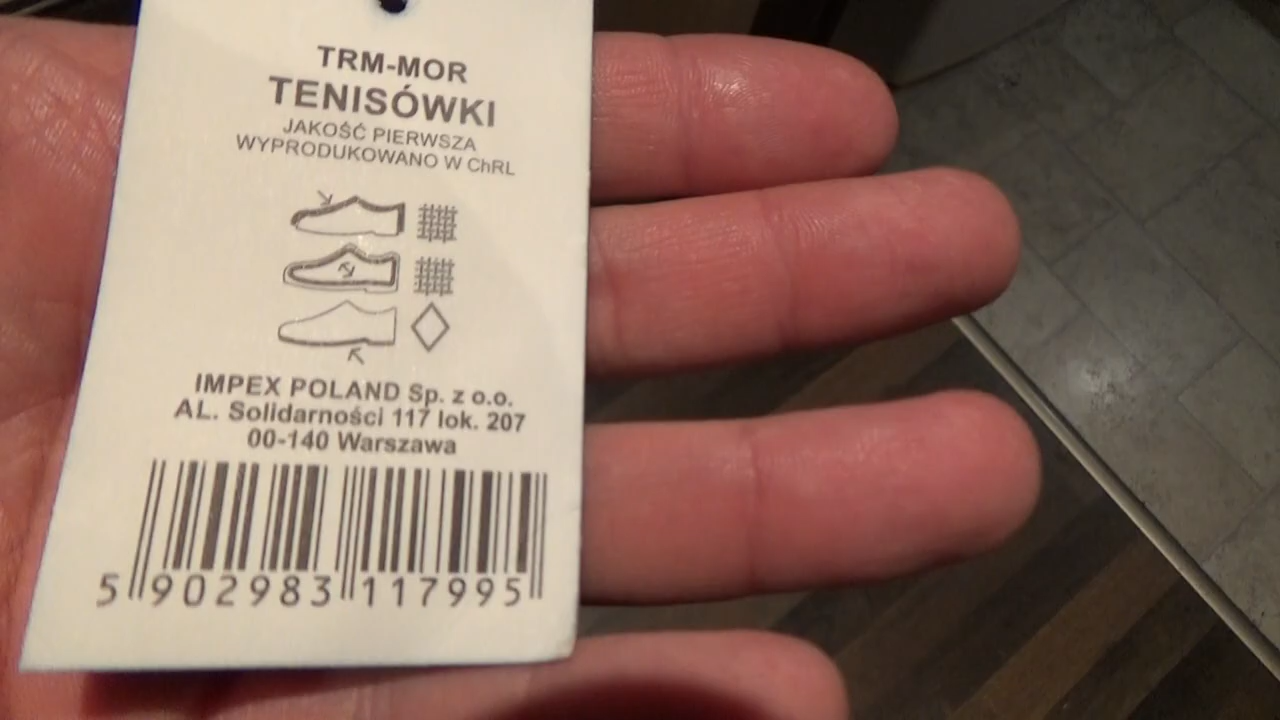 TRM-MOR
TENISÓWKI
JAKOŚĆ PIERWSZA
WYPRODUKOWANO W ChRL
IMPEX POLAND Sp. z o.o.
AL. Solidarności 117 lok. 207
00-140 Warszawa
5 902983 117995